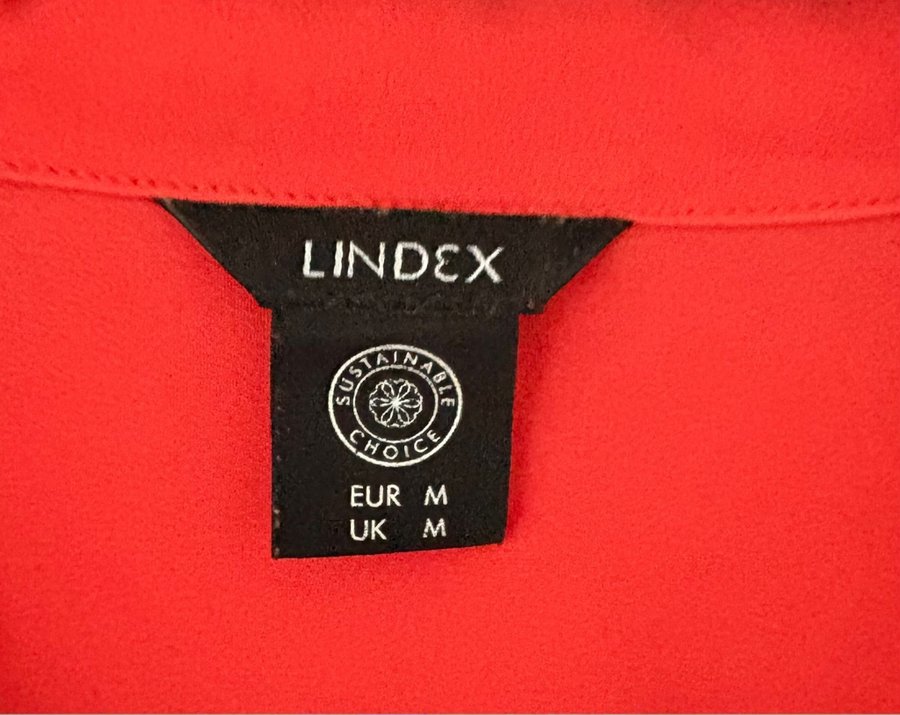 LINDEX
SUSTAINABLE
CHOICE
EUR M
UK M